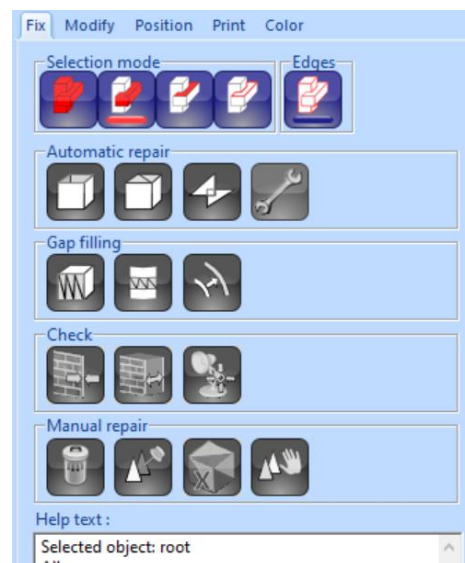 Fix Modify Position Print Color
Selection mode Edges
Automatic repair
Gap filling
Check
Manual repair
X
Help text :
Selected object: root